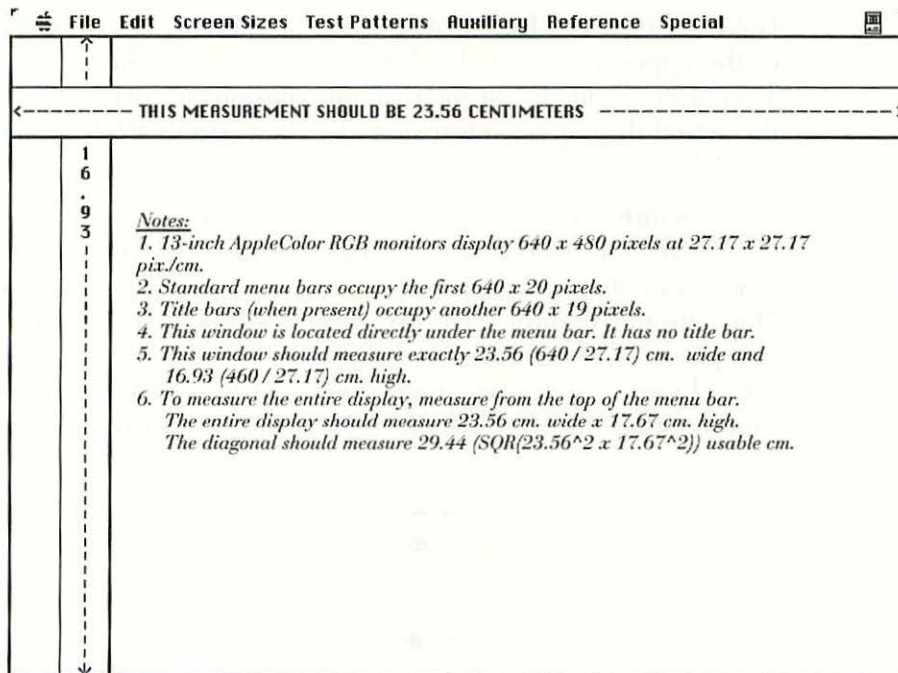 File Edit Screen Sizes Test Patterns Auxiliary Reference Special
<-------- THIS MEASUREMENT SHOULD BE 23.56 CENTIMETERS -------->
1
6
.
9
3
Notes:
1. 13-inch AppleColor RGB monitors display 640 x 480 pixels at 27.17 x 27.17
pix./cm.
2. Standard menu bars occupy the first 640 x 20 pixels.
3. Title bars (when present) occupy another 640 x 19 pixels.
4. This window is located directly under the menu bar. It has no title bar.
5. This window should measure exactly 23.56 (640 / 27.17) cm. wide and
16.93 (460 / 27.17) cm. high.
6. To measure the entire display, measure from the top of the menu bar.
The entire display should measure 23.56 cm. wide x 17.67 cm. high.
The diagonal should measure 29.44 (SQR(23.56^2 x 17.67^2)) usable cm.